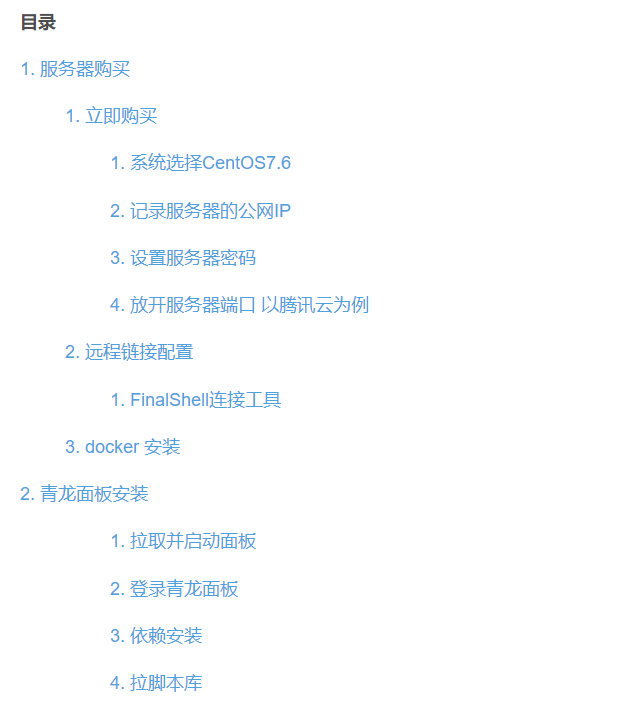 目录
1. 服务器购买
1. 立即购买
1. 系统选择CentOS7.6
2. 记录服务器的公网IP
3. 设置服务器密码
4. 放开服务器端口 以腾讯云为例
2. 远程链接配置
1. FinalShell连接工具
3. docker 安装
2. 青龙面板安装
1. 拉取并启动面板
2. 登录青龙面板
3. 依赖安装
4. 拉脚本库